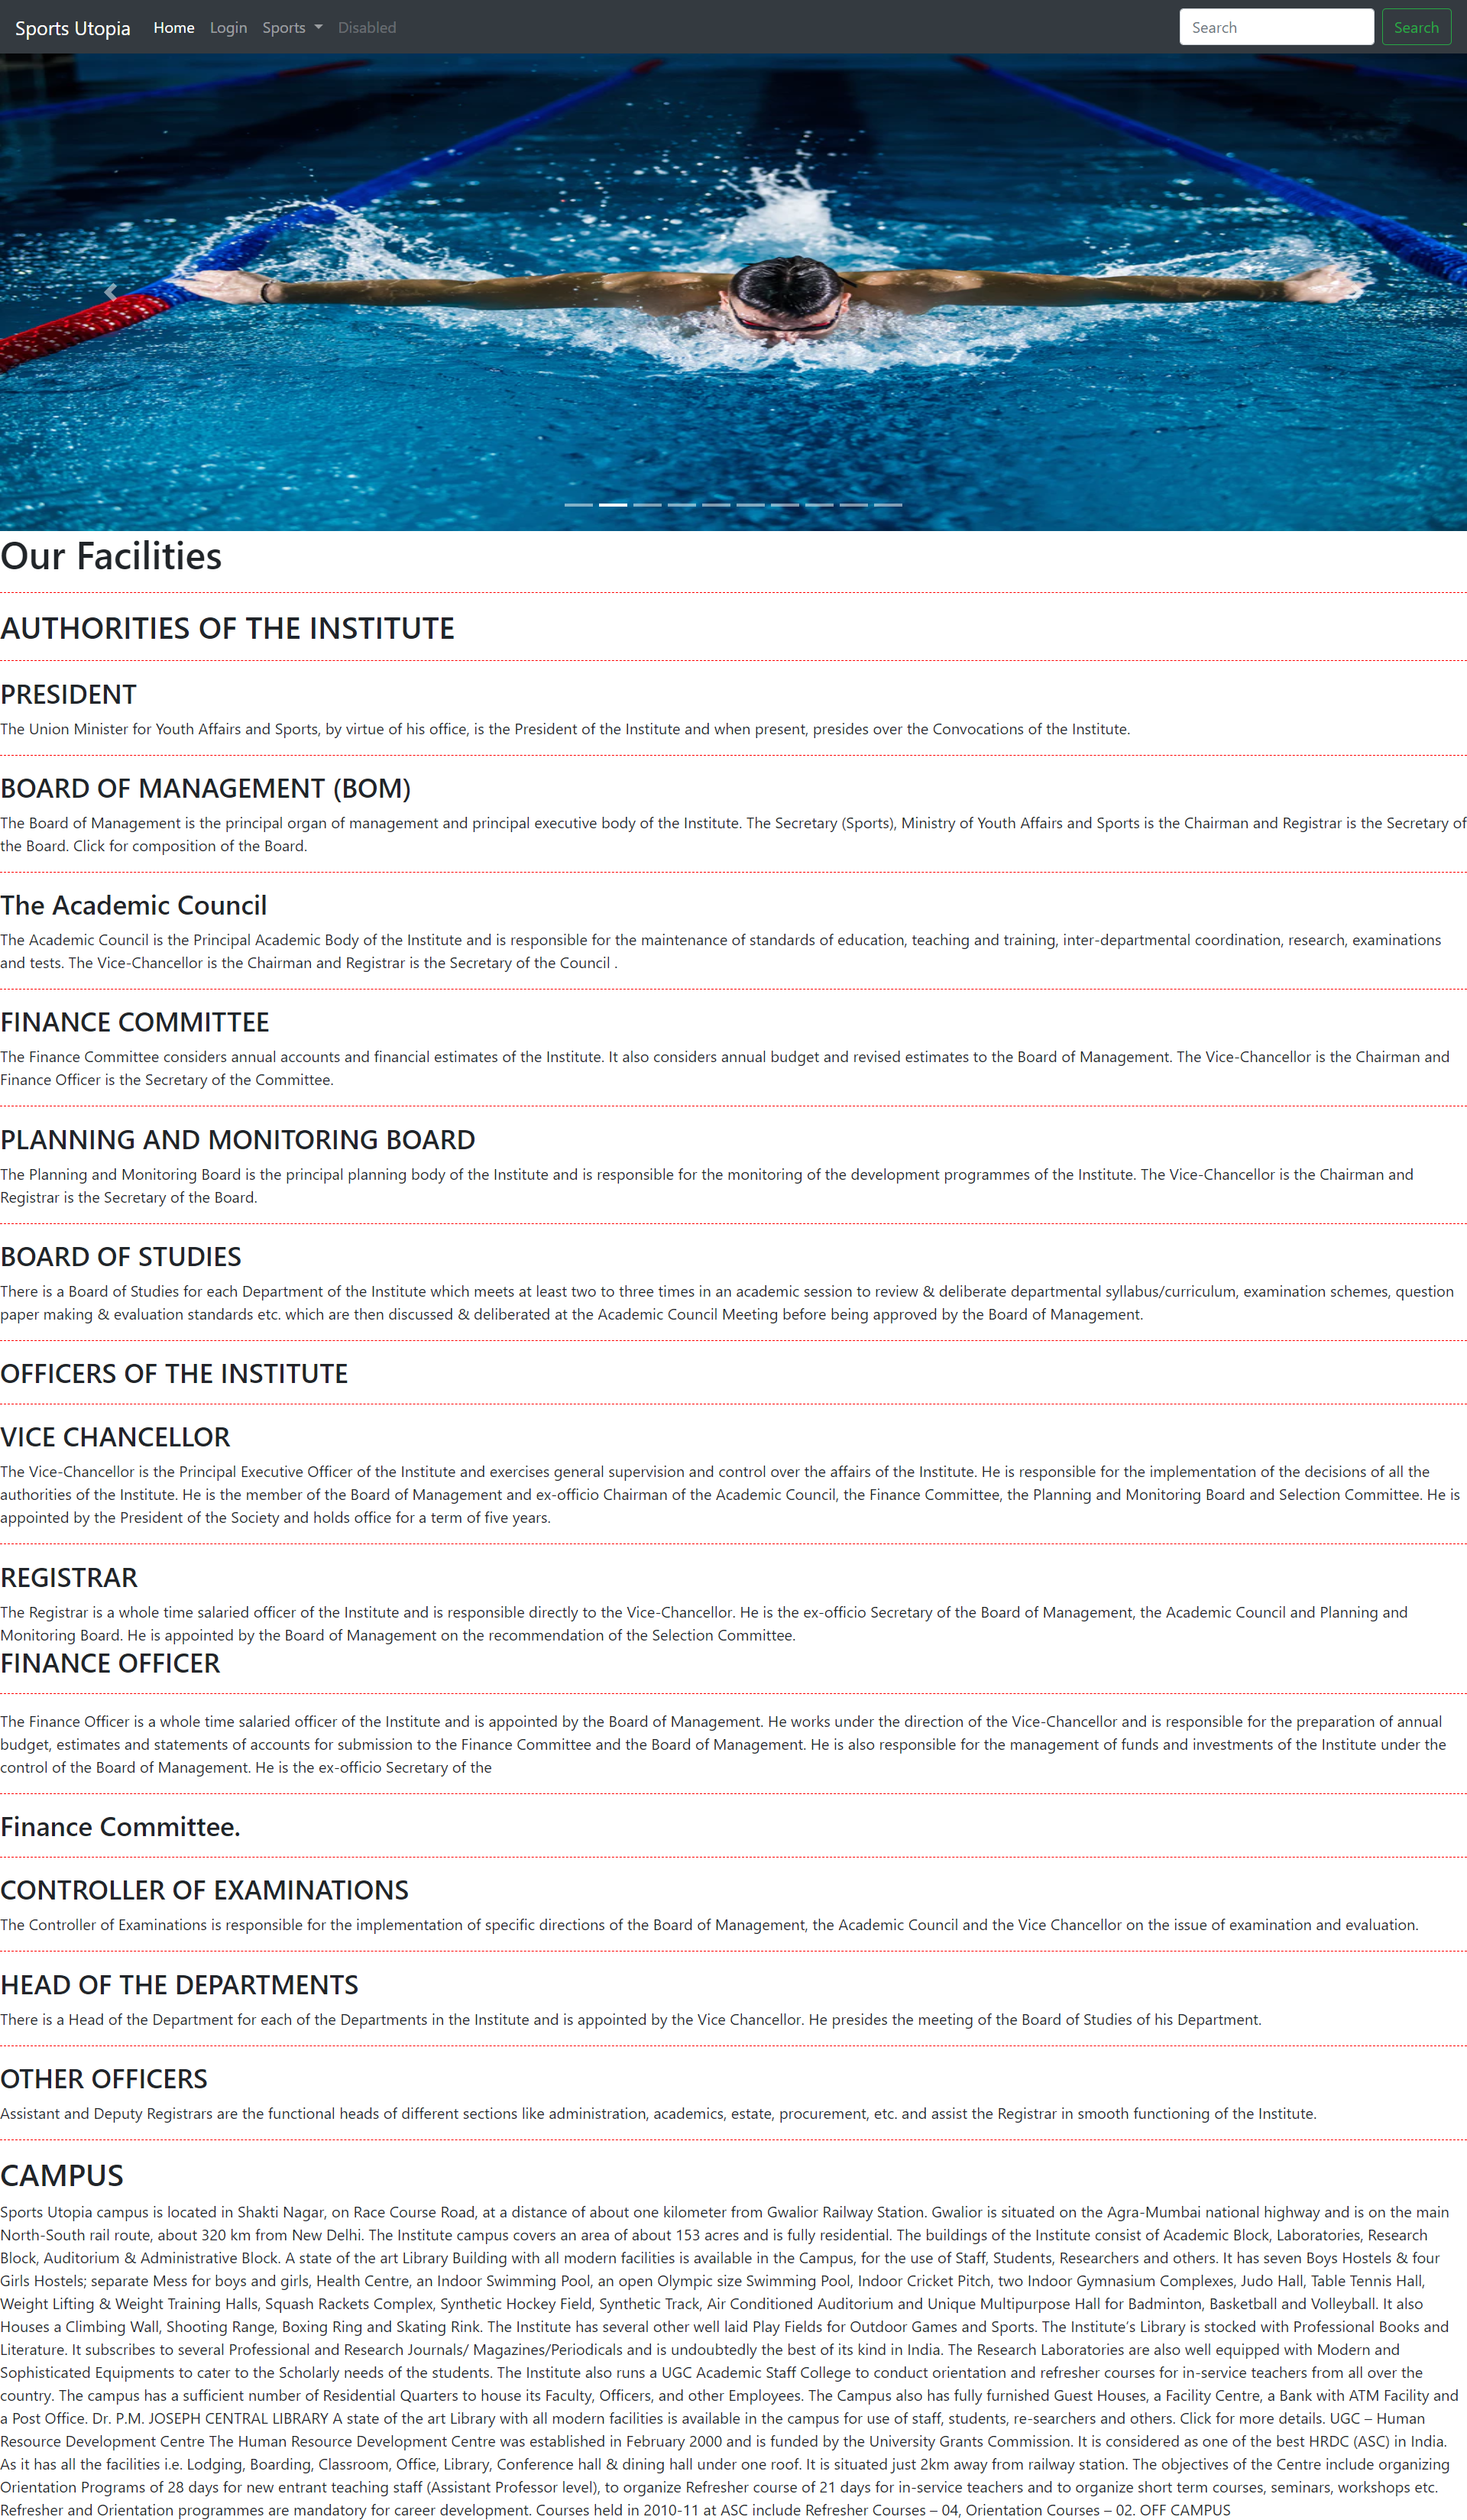 Sports Utopia Home Login Sports Disabled Search Search
Our Facilities
AUTHORITIES OF THE INSTITUTE
PRESIDENT
The Union Minister for Youth Affairs and Sports, by virtue of his office, is the President of the Institute and when present, presides over the Convocations of the Institute.
BOARD OF MANAGEMENT (BOM)
The Board of Management is the principal organ of management and principal executive body of the Institute. The Secretary (Sports), Ministry of Youth Affairs and Sports is the Chairman and Registrar is the Secretary of
the Board. Click for composition of the Board.
The Academic Council
The Academic Council is the Principal Academic Body of the Institute and is responsible for the maintenance of standards of education, teaching and training, inter-departmental coordination, research, examinations
and tests. The Vice-Chancellor is the Chairman and Registrar is the Secretary of the Council .
FINANCE COMMITTEE
The Finance Committee considers annual accounts and financial estimates of the Institute. It also considers annual budget and revised estimates to the Board of Management. The Vice-Chancellor is the Chairman and
Finance Officer is the Secretary of the Committee.
PLANNING AND MONITORING BOARD
The Planning and Monitoring Board is the principal planning body of the Institute and is responsible for the monitoring of the development programmes of the Institute. The Vice-Chancellor is the Chairman and
Registrar is the Secretary of the Board.
BOARD OF STUDIES
There is a Board of Studies for each Department of the Institute which meets at least two to three times in an academic session to review & deliberate departmental syllabus/curriculum, examination schemes, question
paper making & evaluation standards etc. which are then discussed & deliberated at the Academic Council Meeting before being approved by the Board of Management.
OFFICERS OF THE INSTITUTE
VICE CHANCELLOR
The Vice-Chancellor is the Principal Executive Officer of the Institute and exercises general supervision and control over the affairs of the Institute. He is responsible for the implementation of the decisions of all the
authorities of the Institute. He is the member of the Board of Management and ex-officio Chairman of the Academic Council, the Finance Committee, the Planning and Monitoring Board and Selection Committee. He is
appointed by the President of the Society and holds office for a term of five years.
REGISTRAR
The Registrar is a whole time salaried officer of the Institute and is responsible directly to the Vice-Chancellor. He is the ex-officio Secretary of the Board of Management, the Academic Council and Planning and
Monitoring Board. He is appointed by the Board of Management on the recommendation of the Selection Committee.
FINANCE OFFICER
The Finance Officer is a whole time salaried officer of the Institute and is appointed by the Board of Management. He works under the direction of the Vice-Chancellor and is responsible for the preparation of annual
budget, estimates and statements of accounts for submission to the Finance Committee and the Board of Management. He is also responsible for the management of funds and investments of the Institute under the
control of the Board of Management. He is the ex-officio Secretary of the
Finance Committee.
CONTROLLER OF EXAMINATIONS
The Controller of Examinations is responsible for the implementation of specific directions of the Board of Management, the Academic Council and the Vice Chancellor on the issue of examination and evaluation.
HEAD OF THE DEPARTMENTS
There is a Head of the Department for each of the Departments in the Institute and is appointed by the Vice Chancellor. He presides the meeting of the Board of Studies of his Department.
OTHER OFFICERS
Assistant and Deputy Registrars are the functional heads of different sections like administration, academics, estate, procurement, etc. and assist the Registrar in smooth functioning of the Institute.
CAMPUS
Sports Utopia campus is located in Shakti Nagar, on Race Course Road, at a distance of about one kilometer from Gwalior Railway Station. Gwalior is situated on the Agra-Mumbai national highway and is on the main
North-South rail route, about 320 km from New Delhi. The Institute campus covers an area of about 153 acres and is fully residential. The buildings of the Institute consist of Academic Block, Laboratories, Research
Block, Auditorium & Administrative Block. A state of the art Library Building with all modern facilities is available in the Campus, for the use of Staff, Students, Researchers and others. It has seven Boys Hostels & four
Girls Hostels; separate Mess for boys and girls, Health Centre, an Indoor Swimming Pool, an open Olympic size Swimming Pool, Indoor Cricket Pitch, two Indoor Gymnasium Complexes, Judo Hall, Table Tennis Hall,
Weight Lifting & Weight Training Halls, Squash Rackets Complex, Synthetic Hockey Field, Synthetic Track, Air Conditioned Auditorium and Unique Multipurpose Hall for Badminton, Basketball and Volleyball. It also
Houses a Climbing Wall, Shooting Range, Boxing Ring and Skating Rink. The Institute has several other well laid Play Fields for Outdoor Games and Sports. The Institute’s Library is stocked with Professional Books and
Literature. It subscribes to several Professional and Research Journals/ Magazines/Periodicals and is undoubtedly the best of its kind in India. The Research Laboratories are also well equipped with Modern and
Sophisticated Equipments to cater to the Scholarly needs of the students. The Institute also runs a UGC Academic Staff College to conduct orientation and refresher courses for in-service teachers from all over the
country. The campus has a sufficient number of Residential Quarters to house its Faculty, Officers, and other Employees. The Campus also has fully furnished Guest Houses, a Facility Centre, a Bank with ATM Facility and
a Post Office. Dr. P.M. JOSEPH CENTRAL LIBRARY A state of the art Library with all modern facilities is available in the campus for use of staff, students, re-searchers and others. Click for more details. UGC – Human
Resource Development Centre The Human Resource Development Centre was established in February 2000 and is funded by the University Grants Commission. It is considered as one of the best HRDC (ASC) in India.
As it has all the facilities i.e. Lodging, Boarding, Classroom, Office, Library, Conference hall & dining hall under one roof. It is situated just 2km away from railway station. The objectives of the Centre include organizing
Orientation Programs of 28 days for new entrant teaching staff (Assistant Professor level), to organize Refresher course of 21 days for in-service teachers and to organize short term courses, seminars, workshops etc.
Refresher and Orientation programmes are mandatory for career development. Courses held in 2010-11 at ASC include Refresher Courses – 04, Orientation Courses – 02. OFF CAMPUS